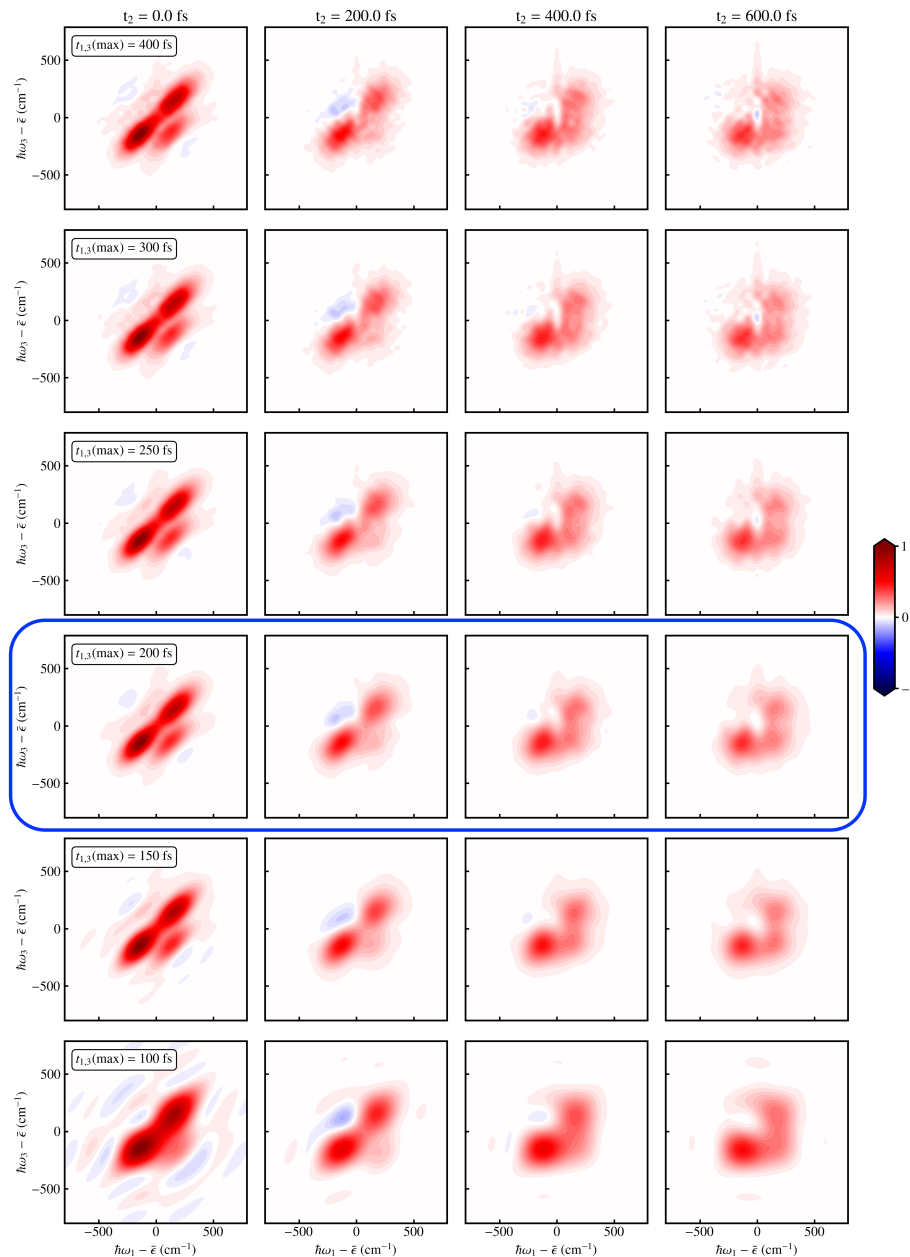 t₂ = 0.0 fs t₂ = 200.0 fs t₂ = 400.0 fs t₂ = 600.0 fs
t₁,₃(max) = 400 fs
500
0
−500
ħω₃ − ε̄ (cm⁻¹)
t₁,₃(max) = 300 fs
500
0
−500
ħω₃ − ε̄ (cm⁻¹)
t₁,₃(max) = 250 fs
500
0
−500
ħω₃ − ε̄ (cm⁻¹)
1
0
−
t₁,₃(max) = 200 fs
500
0
−500
ħω₃ − ε̄ (cm⁻¹)
t₁,₃(max) = 150 fs
500
0
−500
ħω₃ − ε̄ (cm⁻¹)
t₁,₃(max) = 100 fs
500
0
−500
ħω₃ − ε̄ (cm⁻¹)
−500 0 500 −500 0 500 −500 0 500 −500 0 500
ħω₁ − ε̄ (cm⁻¹) ħω₁ − ε̄ (cm⁻¹) ħω₁ − ε̄ (cm⁻¹) ħω₁ − ε̄ (cm⁻¹)